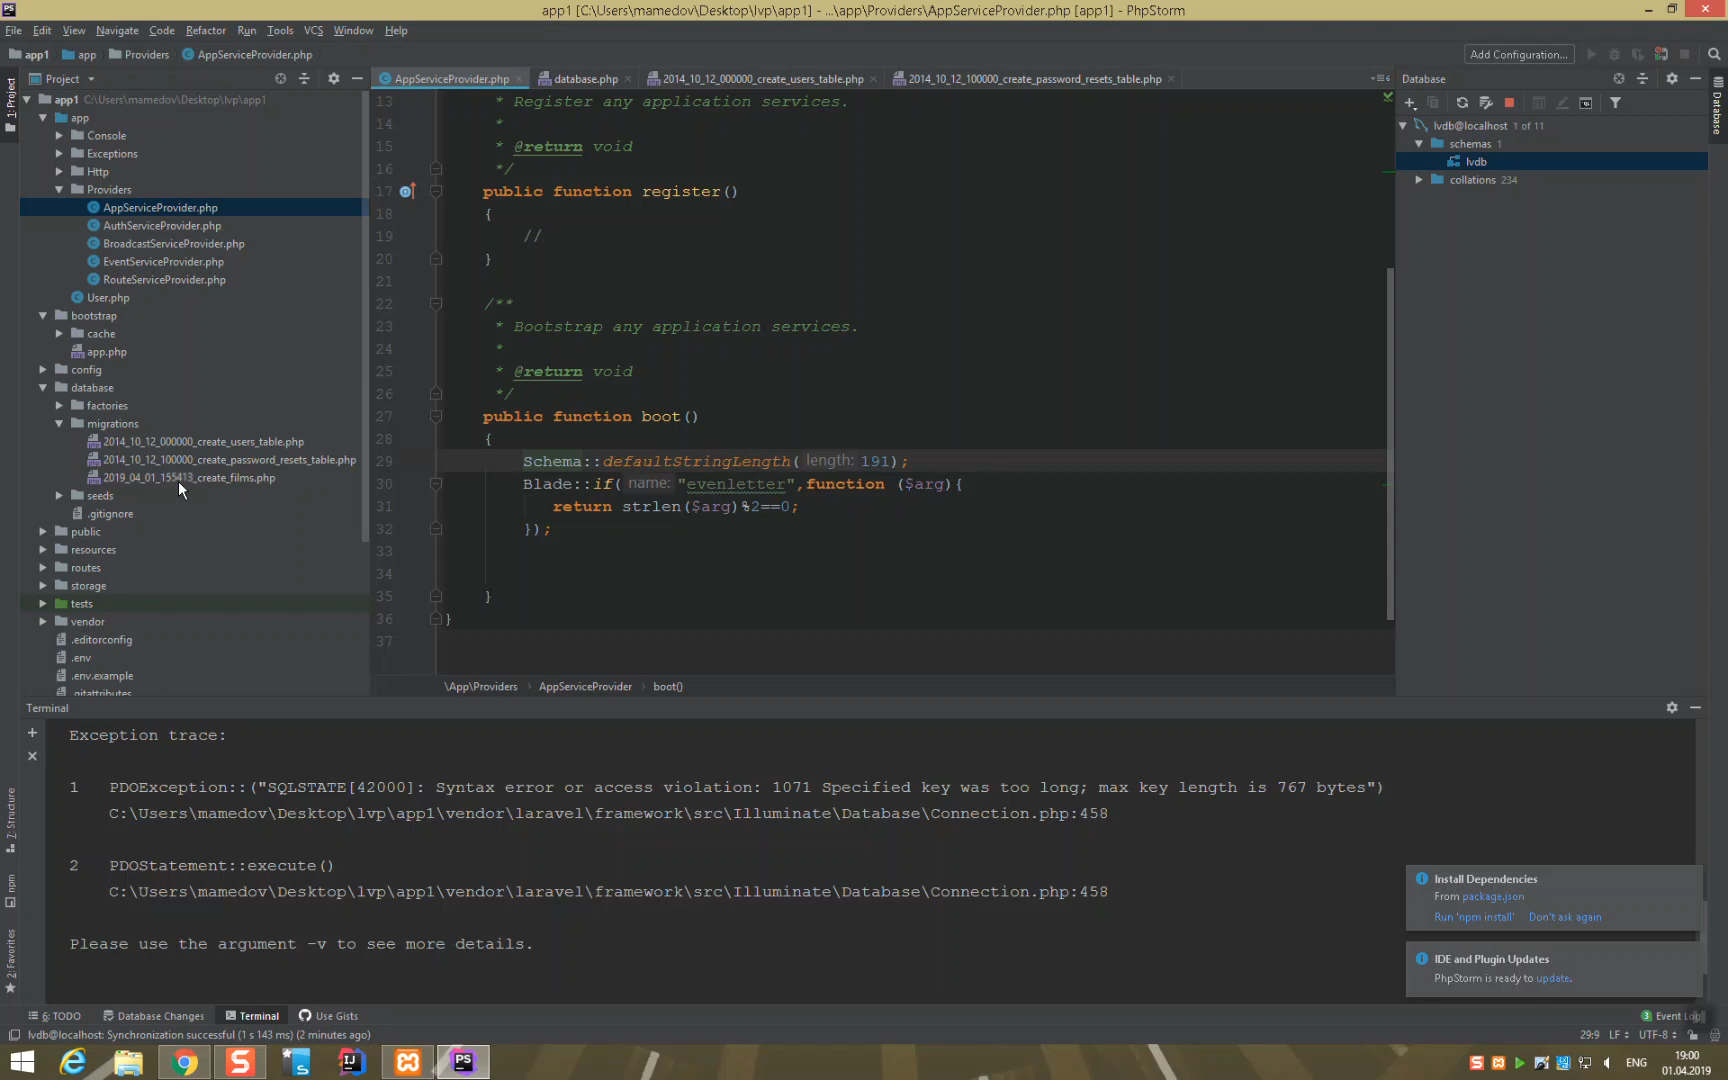 app1 [C:\Users\mamedov\Desktop\lvp\app1] - ...\app\Providers\AppServiceProvider.php [app1] - PhpStorm
File Edit View Navigate Code Refactor Run Tools VCS Window Help
app1 app Providers AppServiceProvider.php Add Configuration...
Project AppServiceProvider.php database.php 2014_10_12_000000_create_users_table.php 2014_10_12_100000_create_password_resets_table.php Database
1: Project
app1 C:\Users\mamedov\Desktop\lvp\app1
app
Console
Exceptions
Http
Providers
AppServiceProvider.php
AuthServiceProvider.php
BroadcastServiceProvider.php
EventServiceProvider.php
RouteServiceProvider.php
User.php
bootstrap
cache
app.php
config
database
factories
migrations
2014_10_12_000000_create_users_table.php
2014_10_12_100000_create_password_resets_table.php
2019_04_01_155413_create_films.php
seeds
.gitignore
public
resources
routes
storage
tests
vendor
.editorconfig
.env
.env.example
.gitattributes
13 * Register any application services.
14 *
15 * @return void
16 */
17 public function register()
18 {
19 //
20 }
21
22 /**
23 * Bootstrap any application services.
24 *
25 * @return void
26 */
27 public function boot()
28 {
29 Schema::defaultStringLength( length: 191);
30 Blade::if( name: "evenletter",function ($arg){
31 return strlen($arg)%2==0;
32 });
33
34
35 }
36 }
37
\App\Providers › AppServiceProvider › boot()
lvdb@localhost 1 of 11
schemas 1
lvdb
collations 234
Database
Terminal
Exception trace:
1 PDOException::("SQLSTATE[42000]: Syntax error or access violation: 1071 Specified key was too long; max key length is 767 bytes")
C:\Users\mamedov\Desktop\lvp\app1\vendor\laravel\framework\src\Illuminate\Database\Connection.php:458
2 PDOStatement::execute()
C:\Users\mamedov\Desktop\lvp\app1\vendor\laravel\framework\src\Illuminate\Database\Connection.php:458
Please use the argument -v to see more details.
7: Structure
npm
2: Favorites
Install Dependencies
From package.json
Run 'npm install' Don't ask again
IDE and Plugin Updates
PhpStorm is ready to update.
6: TODO Database Changes Terminal Use Gists 3 Event Log
lvdb@localhost: Synchronization successful (1 s 143 ms) (2 minutes ago) 29:9 LF UTF-8
ENG 19:00
01.04.2019